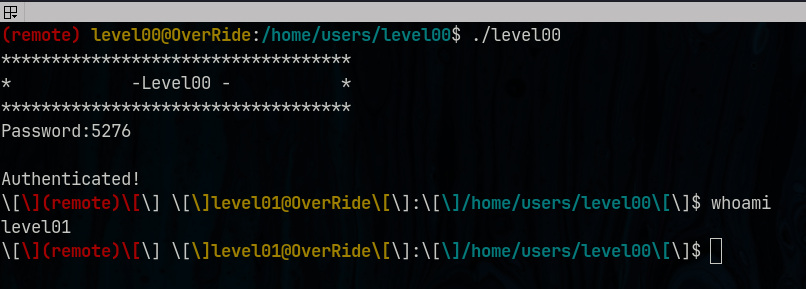 (remote) level00@OverRide:/home/users/level00$ ./level00
***********************************
*            -Level00 -           *
***********************************
Password:5276
Authenticated!
\[\](remote)\[\] \[\]level01@OverRide\[\]:\[\]/home/users/level00\[\]$ whoami
level01
\[\](remote)\[\] \[\]level01@OverRide\[\]:\[\]/home/users/level00\[\]$